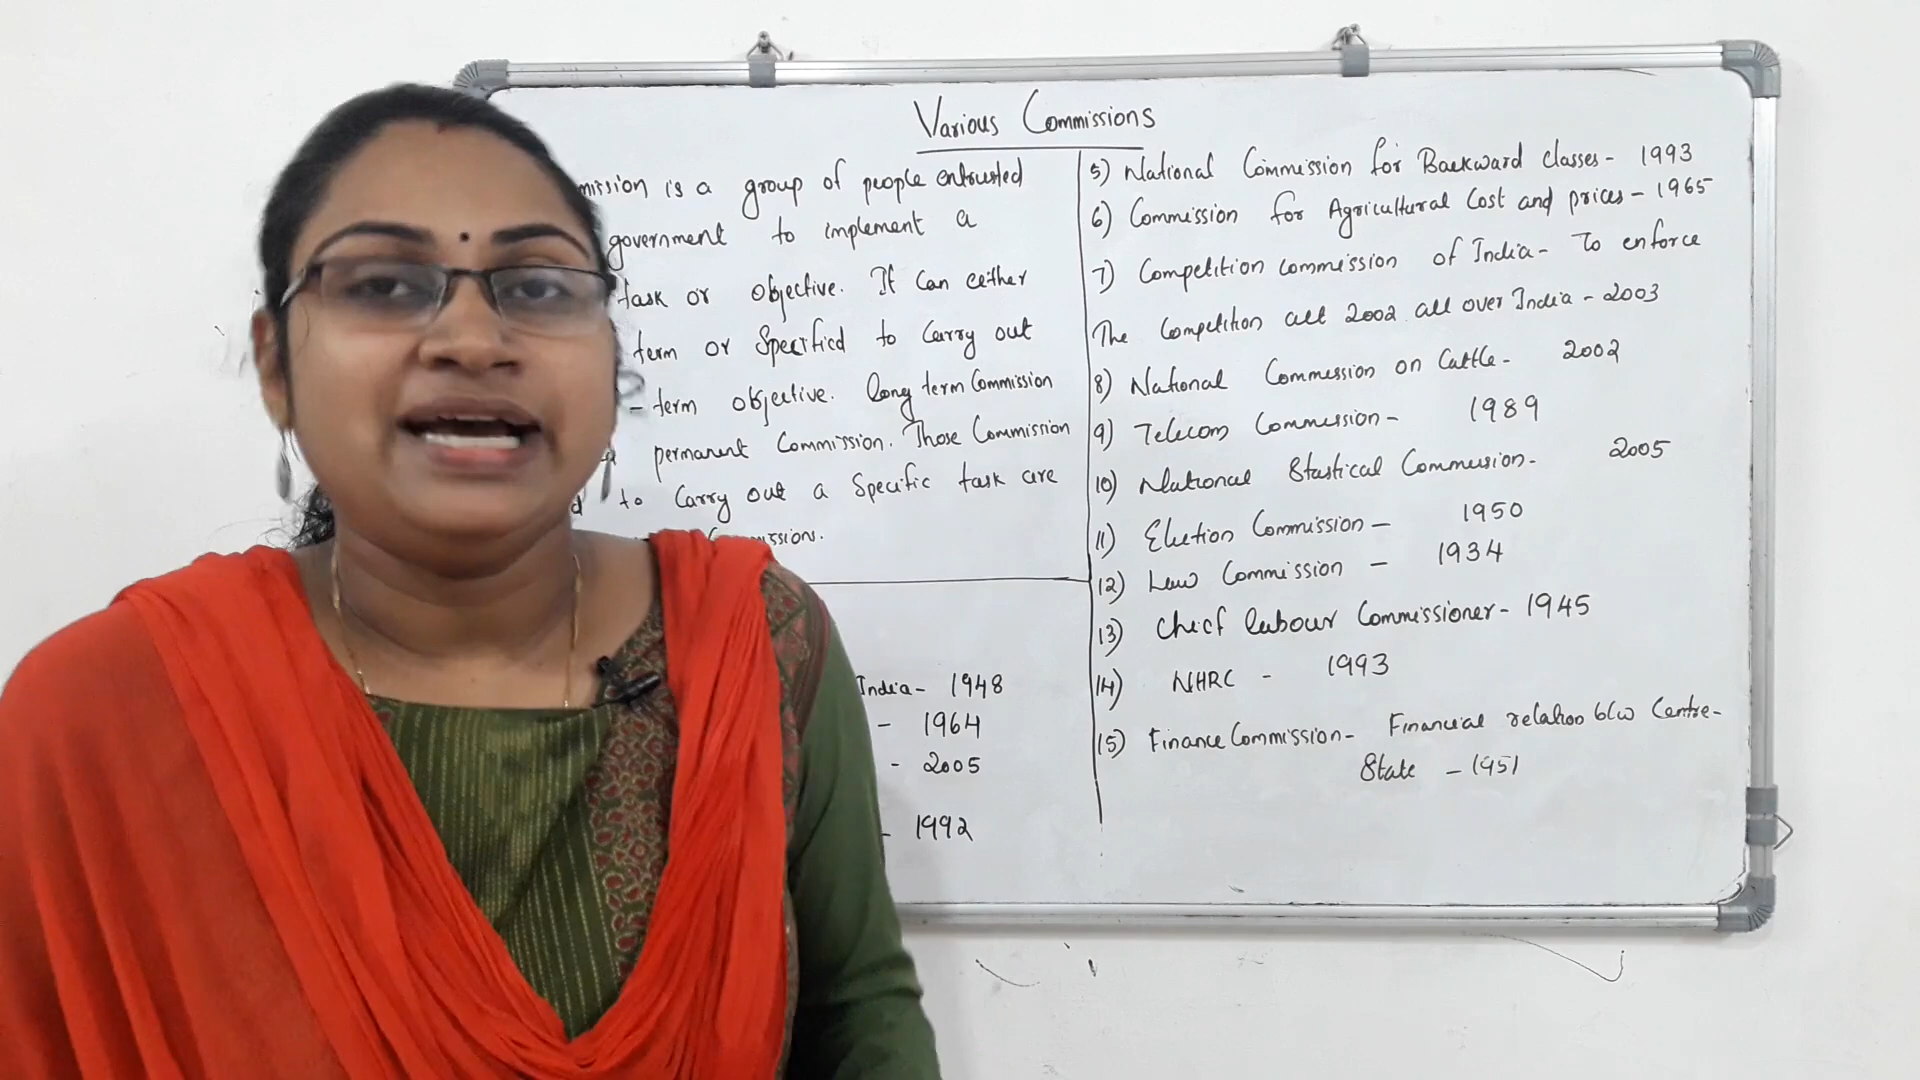 Various Commissions
mission is a group of people entrusted
government to implement a
task or objective. It can either
term or Specified to Carry out
- term objective. long term Commission
permanent Commission. Those Commission
to Carry out a Specific task are
ssion.
India - 1948
- 1964
- 2005
- 1992
5) National Commission for Backward classes - 1993
6) Commission for Agricultural Cost and prices - 1965
7) Competition commission of India - To enforce
The Competition act 2002 all over India - 2003
8) National Commission on Cattle - 2002
9) Telecom Commission - 1989
10) National Stastical Commission - 2005
11) Election Commission - 1950
12) Law Commission - 1934
13) Chief labour Commissioner - 1945
14) NHRC - 1993
15) Finance Commission - Financial relation b/w Centre -
State - 1951